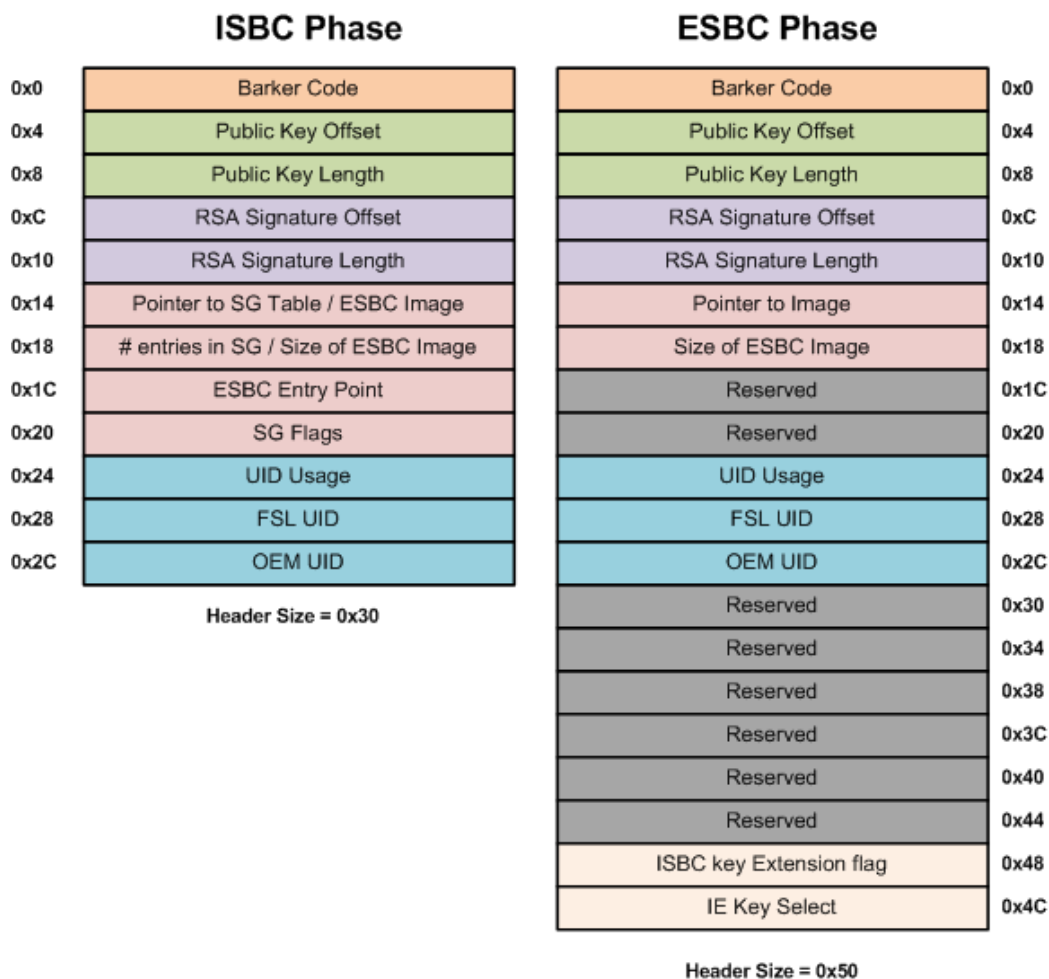 ISBC Phase
ESBC Phase
0x0 Barker Code Barker Code 0x0
0x4 Public Key Offset Public Key Offset 0x4
0x8 Public Key Length Public Key Length 0x8
0xC RSA Signature Offset RSA Signature Offset 0xC
0x10 RSA Signature Length RSA Signature Length 0x10
0x14 Pointer to SG Table / ESBC Image Pointer to Image 0x14
0x18 # entries in SG / Size of ESBC Image Size of ESBC Image 0x18
0x1C ESBC Entry Point Reserved 0x1C
0x20 SG Flags Reserved 0x20
0x24 UID Usage UID Usage 0x24
0x28 FSL UID FSL UID 0x28
0x2C OEM UID OEM UID 0x2C
Header Size = 0x30
Reserved 0x30
Reserved 0x34
Reserved 0x38
Reserved 0x3C
Reserved 0x40
Reserved 0x44
ISBC key Extension flag 0x48
IE Key Select 0x4C
Header Size = 0x50